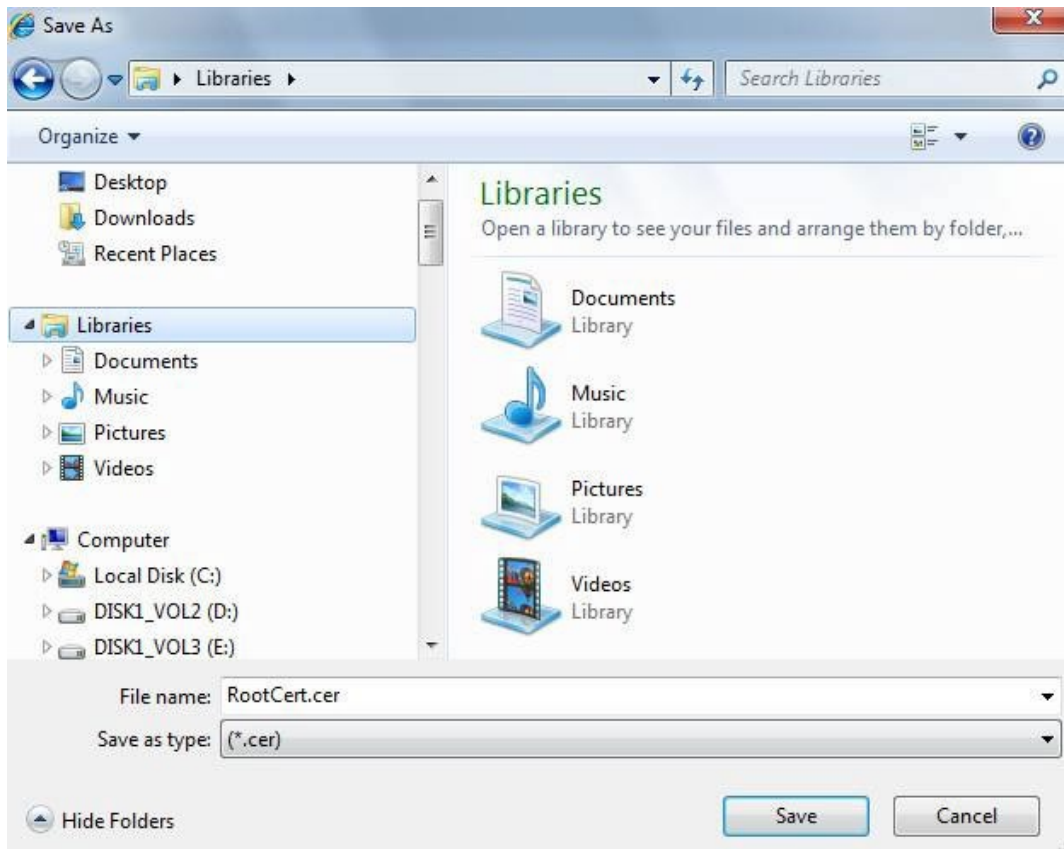 Save As
Libraries
Search Libraries
Organize
Desktop
Downloads
Recent Places
Libraries
Documents
Music
Pictures
Videos
Computer
Local Disk (C:)
DISK1_VOL2 (D:)
DISK1_VOL3 (E:)
Libraries
Open a library to see your files and arrange them by folder,...
Documents
Library
Music
Library
Pictures
Library
Videos
Library
File name: RootCert.cer
Save as type: (*.cer)
Hide Folders
Save
Cancel